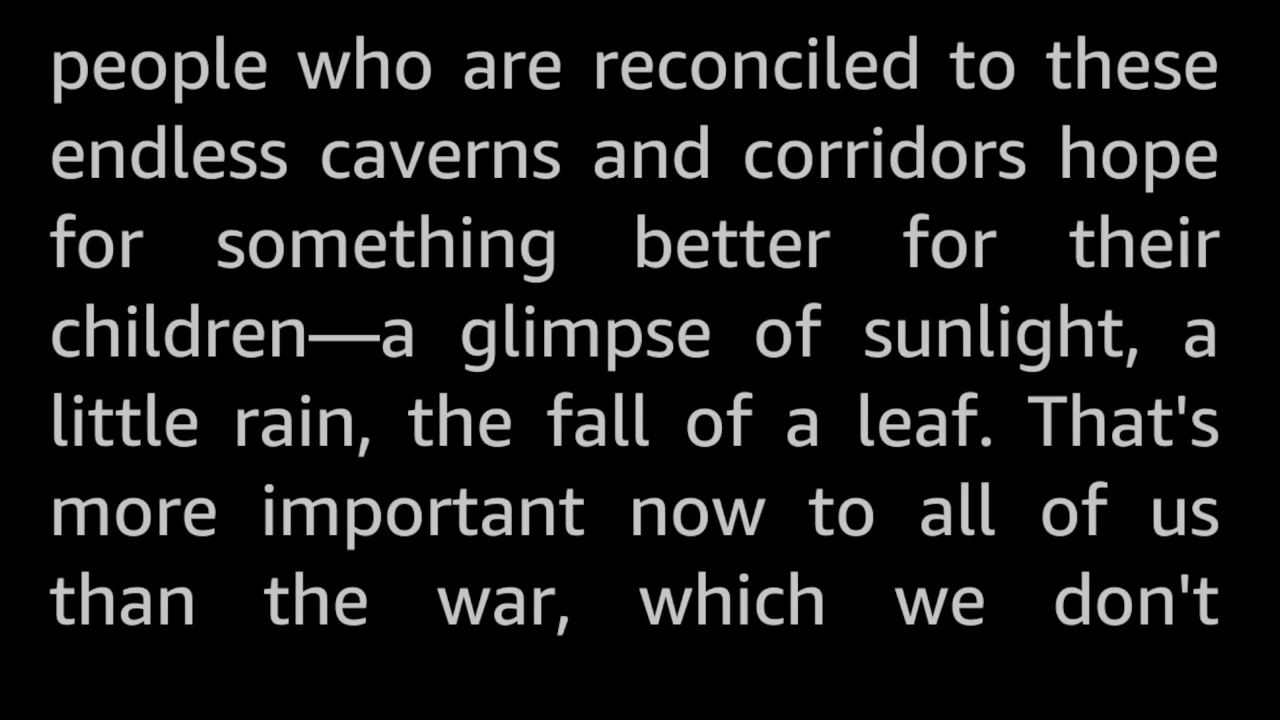 people who are reconciled to these
endless caverns and corridors hope
for something better for their
children—a glimpse of sunlight, a
little rain, the fall of a leaf. That's
more important now to all of us
than the war, which we don't